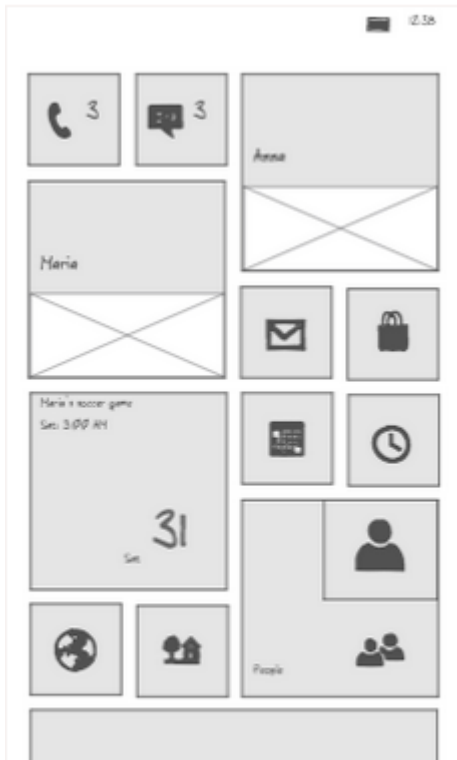 12:38
3
3
Anna
Maria
Maria's soccer game
Sat: 3:00 AM
31
Sat
People